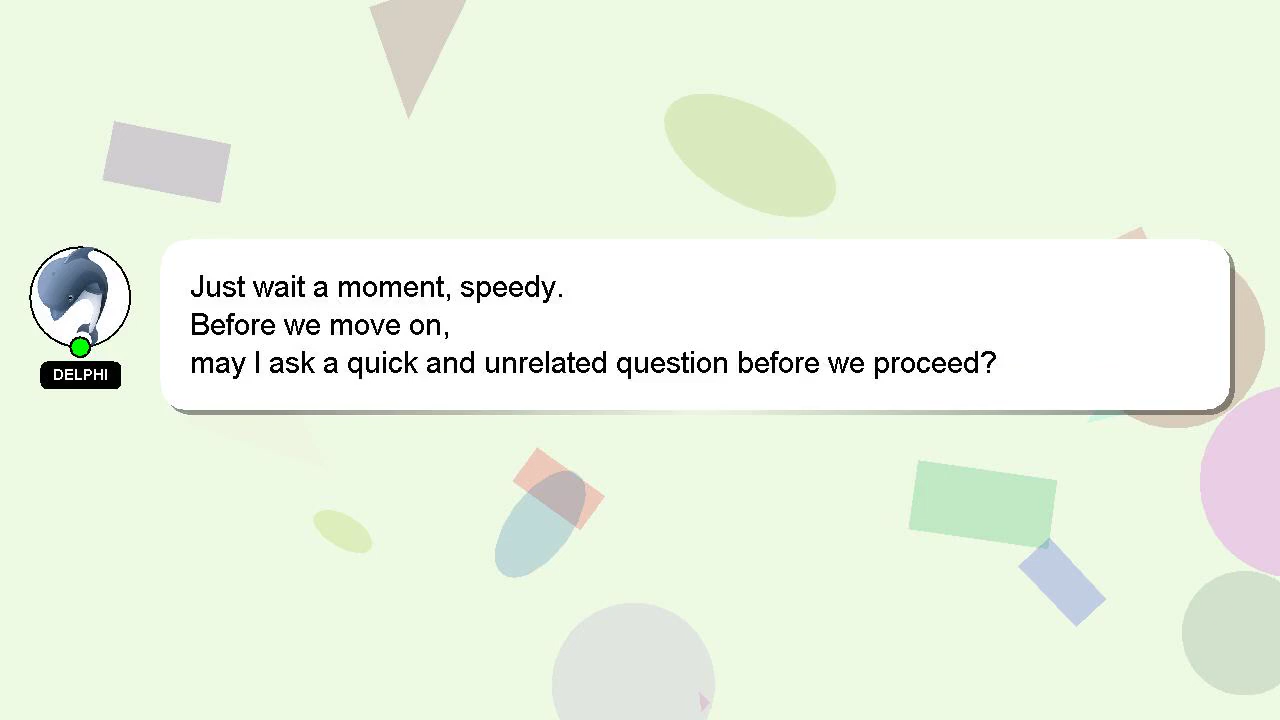 Just wait a moment, speedy.
Before we move on,
may I ask a quick and unrelated question before we proceed?
DELPHI